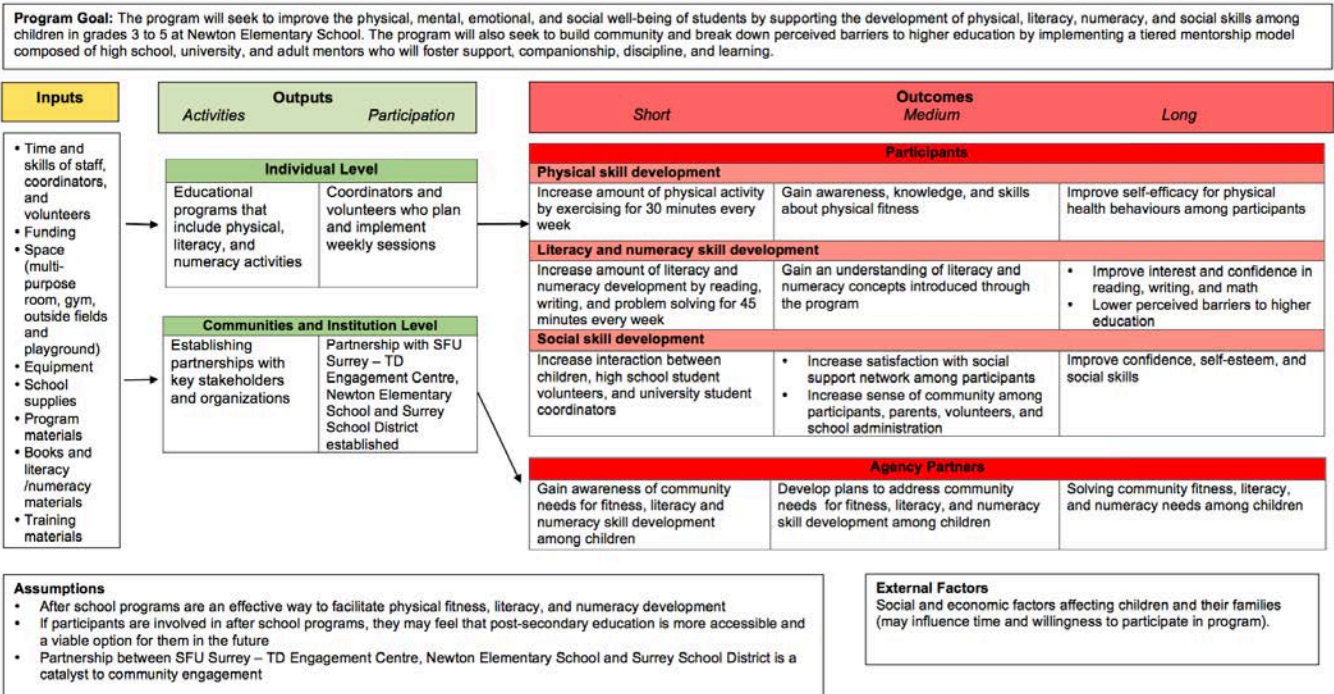 Program Goal: The program will seek to improve the physical, mental, emotional, and social well-being of students by supporting the development of physical, literacy, numeracy, and social skills among
children in grades 3 to 5 at Newton Elementary School. The program will also seek to build community and break down perceived barriers to higher education by implementing a tiered mentorship model
composed of high school, university, and adult mentors who will foster support, companionship, discipline, and learning.
Inputs
• Time and
skills of staff,
coordinators,
and
volunteers
• Funding
• Space
(multi-
purpose
room, gym,
outside fields
and
playground)
• Equipment
• School
supplies
• Program
materials
• Books and
literacy
/numeracy
materials
• Training
materials
Outputs
Activities Participation
Individual Level
Educational
programs that
include physical,
literacy, and
numeracy activities
Coordinators and
volunteers who plan
and implement
weekly sessions
Communities and Institution Level
Establishing
partnerships with
key stakeholders
and organizations
Partnership with SFU
Surrey – TD
Engagement Centre,
Newton Elementary
School and Surrey
School District
established
Outcomes
Short Medium Long
Participants
Physical skill development
Increase amount of physical activity
by exercising for 30 minutes every
week
Gain awareness, knowledge, and skills
about physical fitness
Improve self-efficacy for physical
health behaviours among participants
Literacy and numeracy skill development
Increase amount of literacy and
numeracy development by reading,
writing, and problem solving for 45
minutes every week
Gain an understanding of literacy and
numeracy concepts introduced through
the program
• Improve interest and confidence in
reading, writing, and math
• Lower perceived barriers to higher
education
Social skill development
Increase interaction between
children, high school student
volunteers, and university student
coordinators
• Increase satisfaction with social
support network among participants
• Increase sense of community among
participants, parents, volunteers, and
school administration
Improve confidence, self-esteem, and
social skills
Agency Partners
Gain awareness of community
needs for fitness, literacy and
numeracy skill development
among children
Develop plans to address community
needs for fitness, literacy, and numeracy
skill development among children
Solving community fitness, literacy,
and numeracy needs among children
Assumptions
• After school programs are an effective way to facilitate physical fitness, literacy, and numeracy development
• If participants are involved in after school programs, they may feel that post-secondary education is more accessible and
a viable option for them in the future
• Partnership between SFU Surrey – TD Engagement Centre, Newton Elementary School and Surrey School District is a
catalyst to community engagement
External Factors
Social and economic factors affecting children and their families
(may influence time and willingness to participate in program).